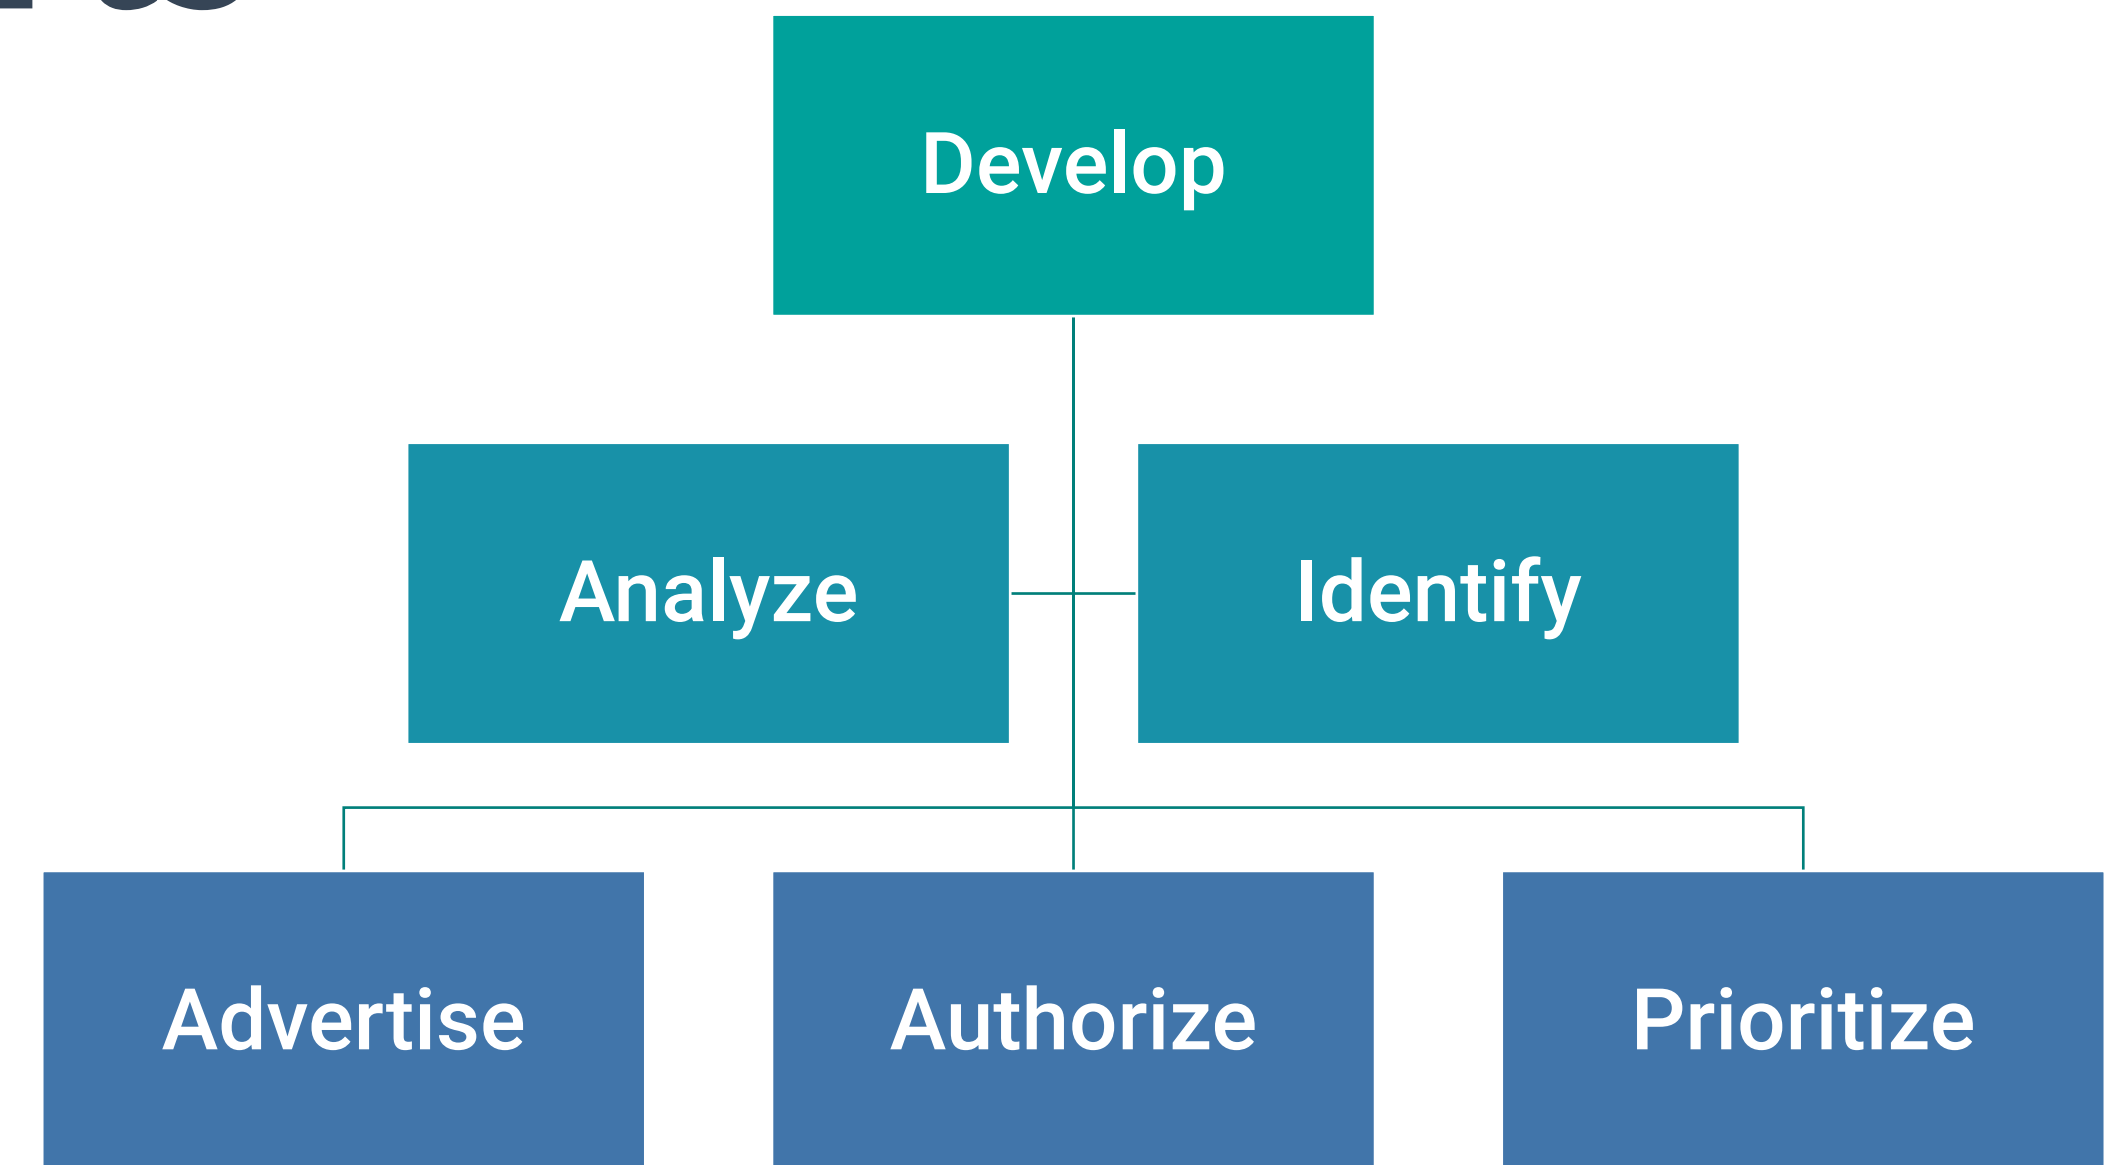 Develop
Analyze
Identify
Advertise
Authorize
Prioritize